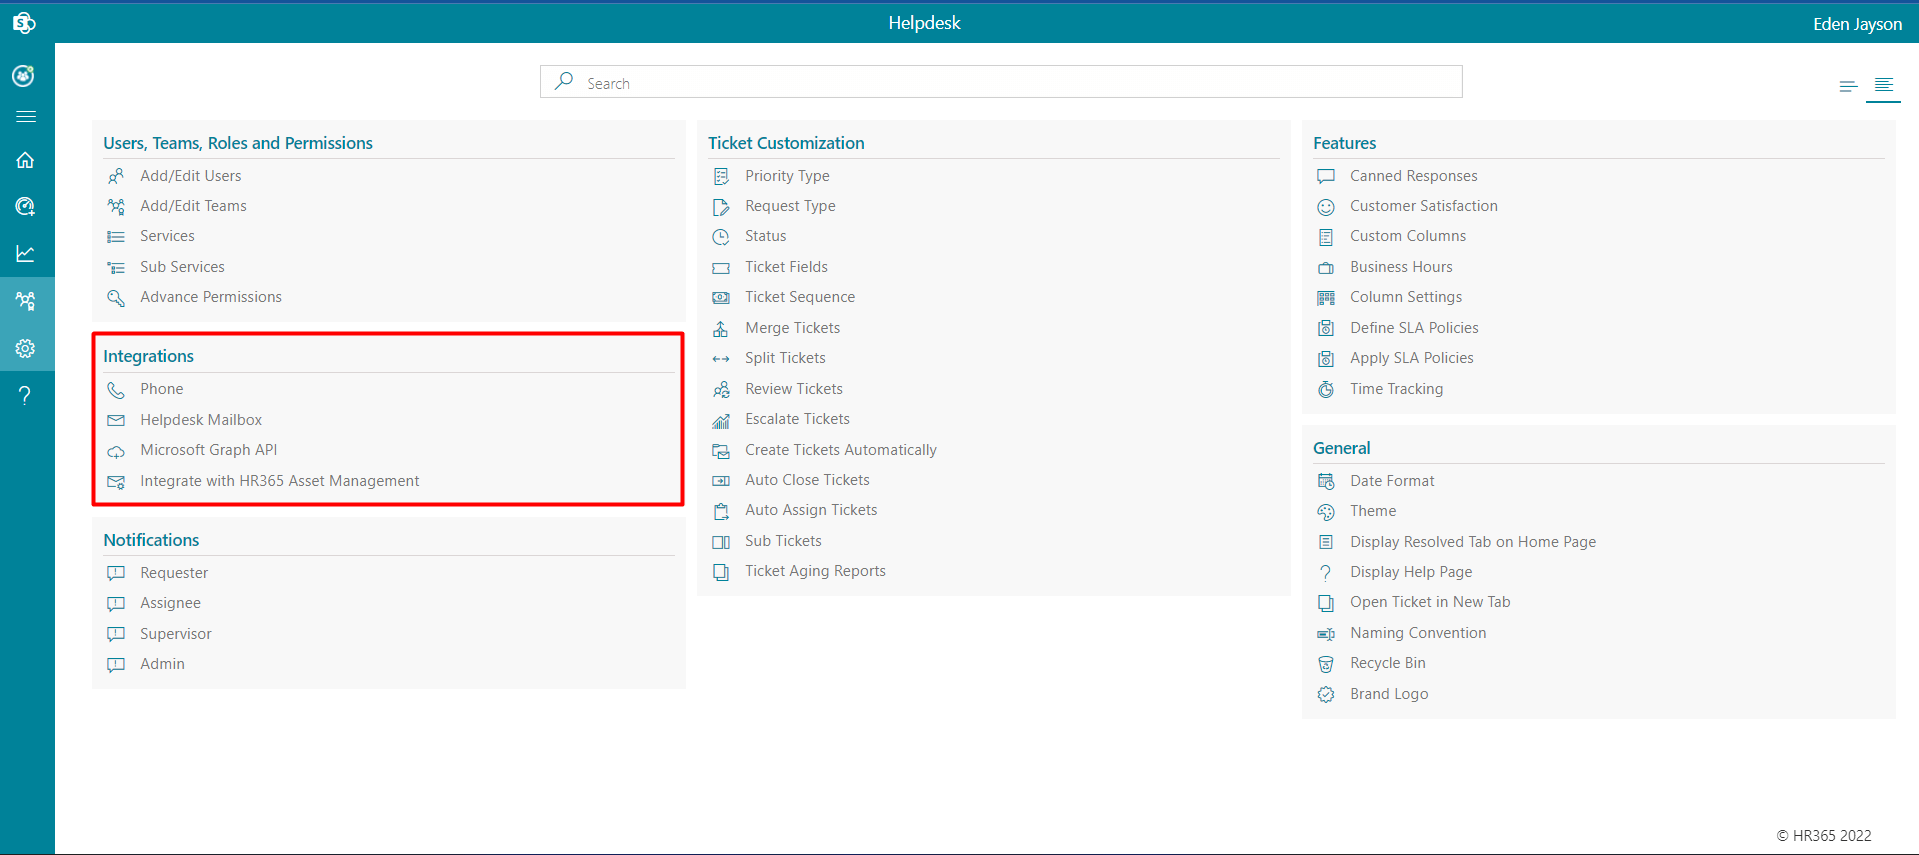 Helpdesk
Eden Jayson
Search
Users, Teams, Roles and Permissions
Add/Edit Users
Add/Edit Teams
Services
Sub Services
Advance Permissions
Integrations
Phone
Helpdesk Mailbox
Microsoft Graph API
Integrate with HR365 Asset Management
Notifications
Requester
Assignee
Supervisor
Admin
Ticket Customization
Priority Type
Request Type
Status
Ticket Fields
Ticket Sequence
Merge Tickets
Split Tickets
Review Tickets
Escalate Tickets
Create Tickets Automatically
Auto Close Tickets
Auto Assign Tickets
Sub Tickets
Ticket Aging Reports
Features
Canned Responses
Customer Satisfaction
Custom Columns
Business Hours
Column Settings
Define SLA Policies
Apply SLA Policies
Time Tracking
General
Date Format
Theme
Display Resolved Tab on Home Page
Display Help Page
Open Ticket in New Tab
Naming Convention
Recycle Bin
Brand Logo
© HR365 2022